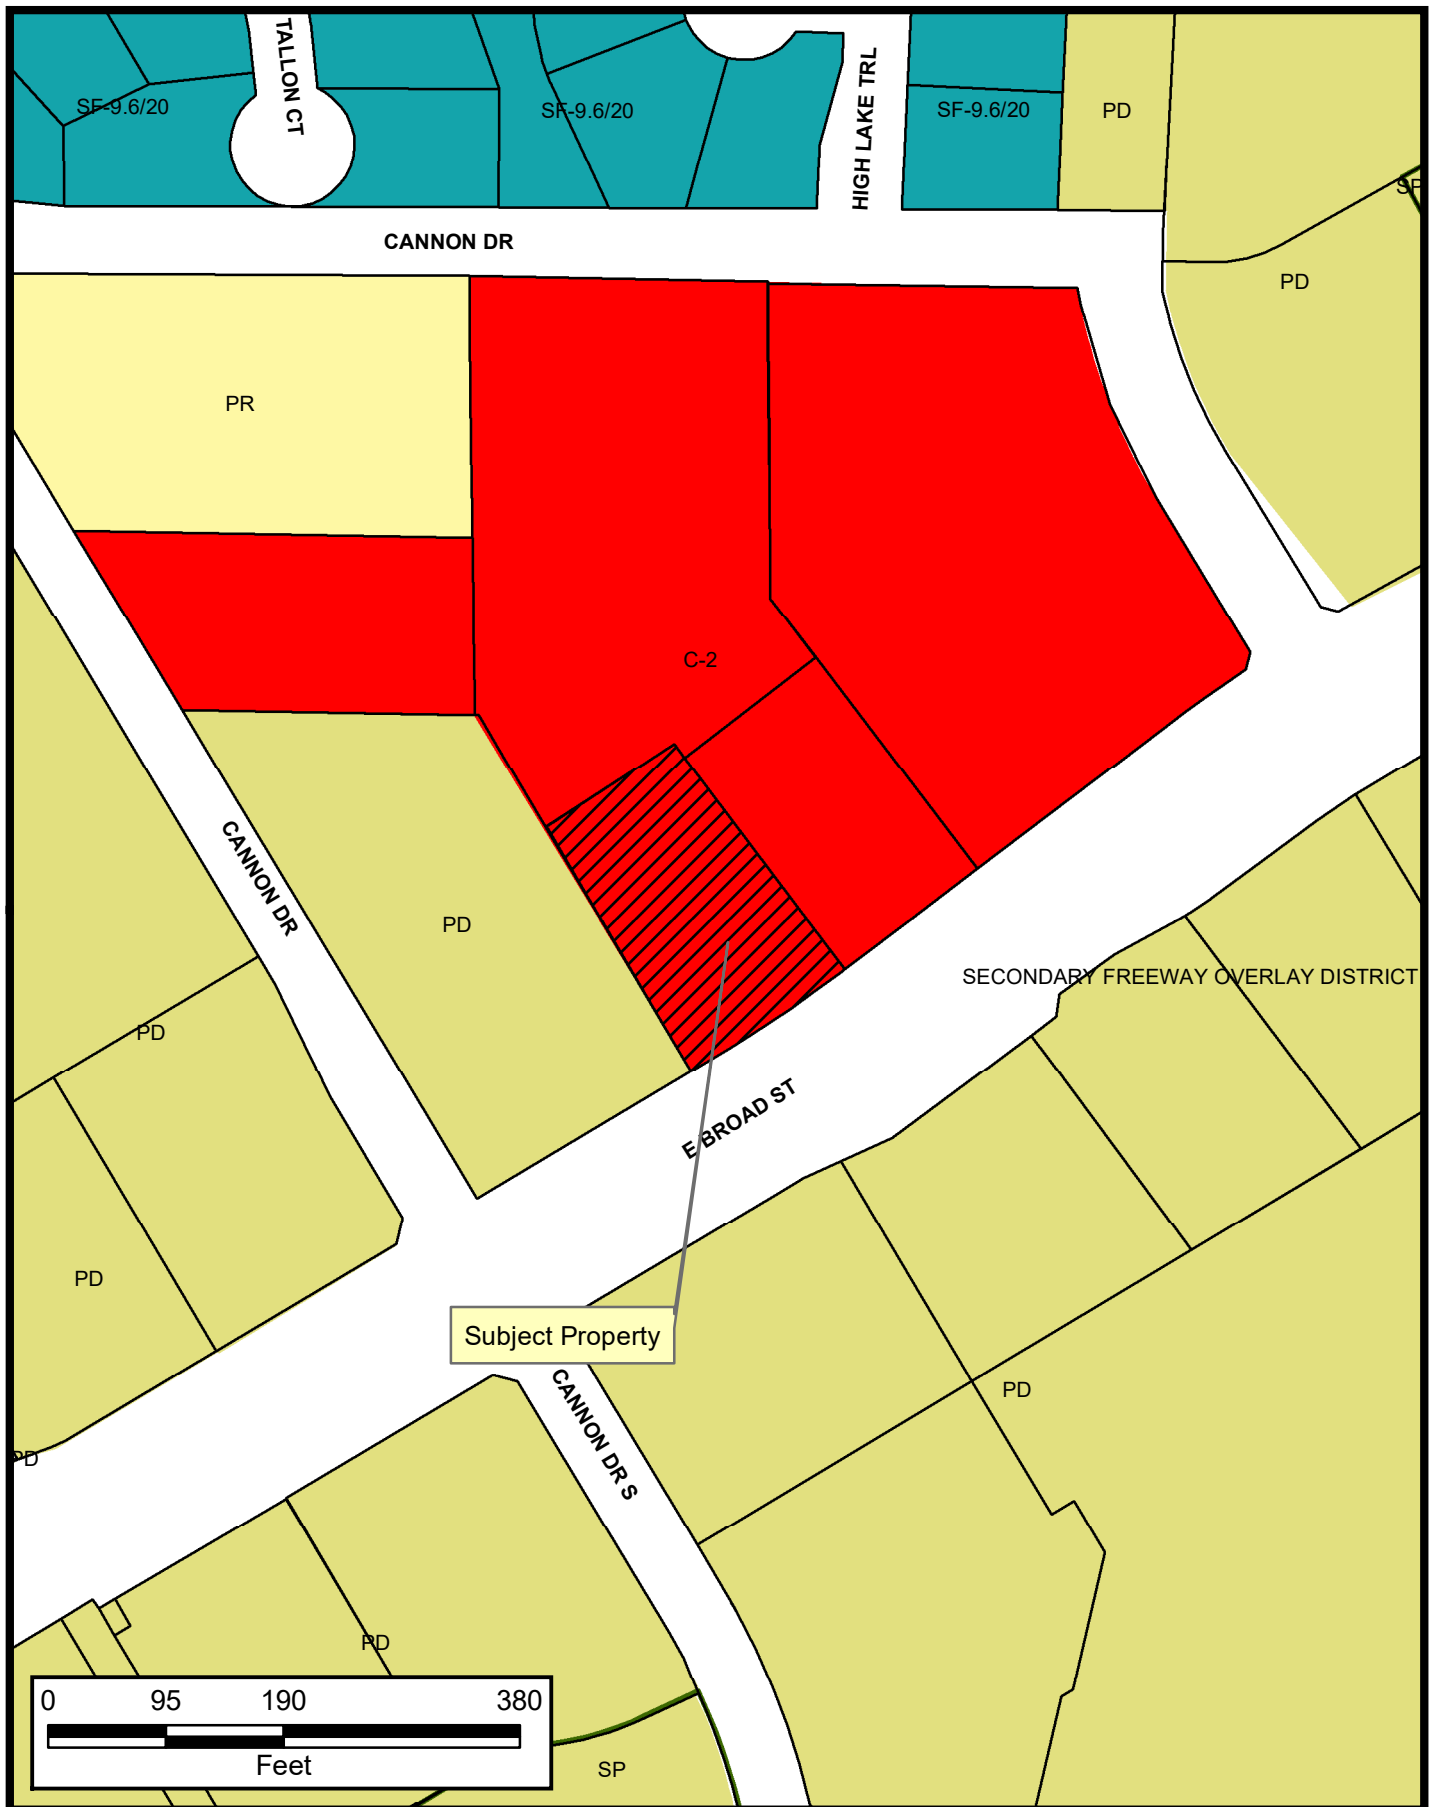 TALLON CT
HIGH LAKE TRL
SF-9.6/20
SF-9.6/20
SF-9.6/20
PD
SP
CANNON DR
PD
PR
C-2
CANNON DR
PD
SECONDARY FREEWAY OVERLAY DISTRICT
PD
E BROAD ST
PD
Subject Property
CANNON DR S
PD
PD
PD
0 95 190 380
Feet
SP